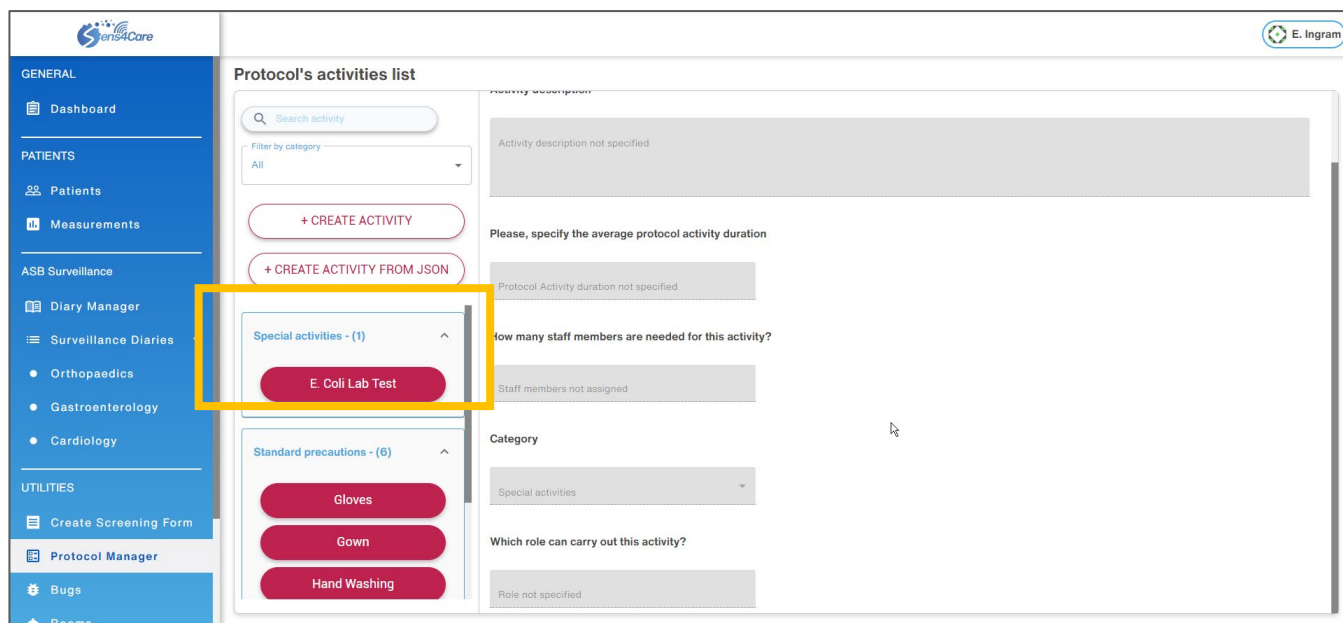 Stens4Care
E. Ingram
GENERAL
Dashboard
PATIENTS
Patients
Measurements
ASB Surveillance
Diary Manager
Surveillance Diaries
Orthopaedics
Gastroenterology
Cardiology
UTILITIES
Create Screening Form
Protocol Manager
Bugs
Rooms
Protocol's activities list
Search activity
Filter by category
All
+ CREATE ACTIVITY
+ CREATE ACTIVITY FROM JSON
Special activities - (1)
E. Coli Lab Test
Standard precautions - (6)
Gloves
Gown
Hand Washing
Activity description
Activity description not specified
Please, specify the average protocol activity duration
Protocol Activity duration not specified
How many staff members are needed for this activity?
Staff members not assigned
Category
Special activities
Which role can carry out this activity?
Role not specified